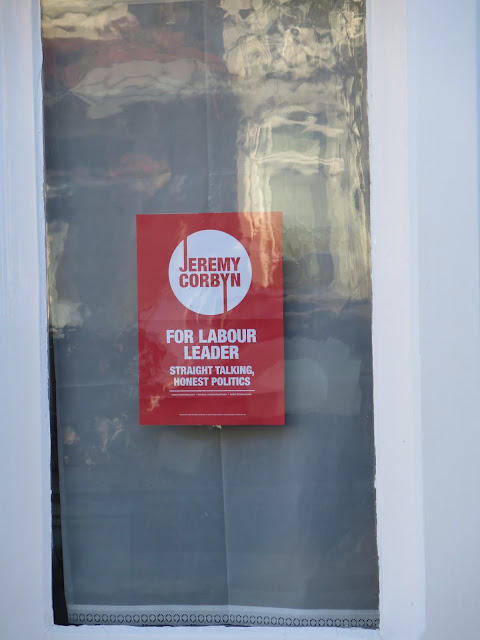 JEREMY
CORBYN
FOR LABOUR
LEADER
STRAIGHT TALKING,
HONEST POLITICS